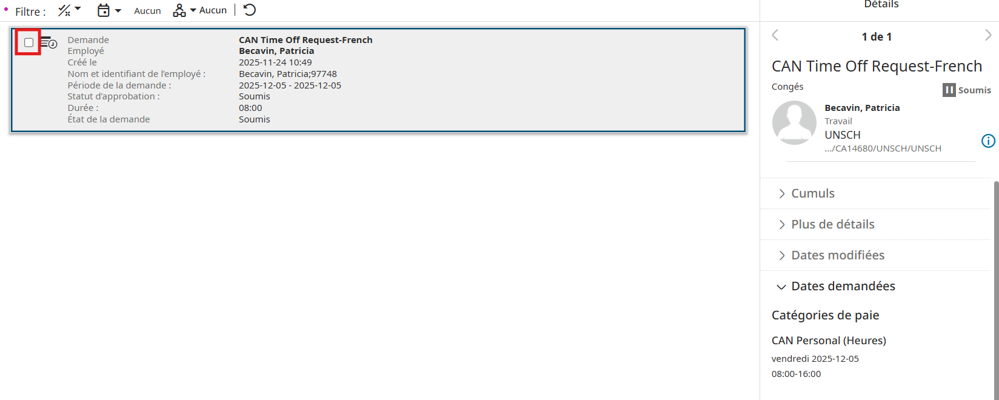 Filtre :
Aucun
Aucun
Demande CAN Time Off Request-French
Employé Becavin, Patricia
Créé le 2025-11-24 10:49
Nom et identifiant de l’employé : Becavin, Patricia;97748
Période de la demande : 2025-12-05 - 2025-12-05
Statut d’approbation : Soumis
Durée : 08:00
État de la demande Soumis
Détails
1 de 1
CAN Time Off Request-French
Congés
Soumis
Becavin, Patricia
Travail
UNSCH
.../CA14680/UNSCH/UNSCH
Cumuls
Plus de détails
Dates modifiées
Dates demandées
Catégories de paie
CAN Personal (Heures)
vendredi 2025-12-05
08:00-16:00